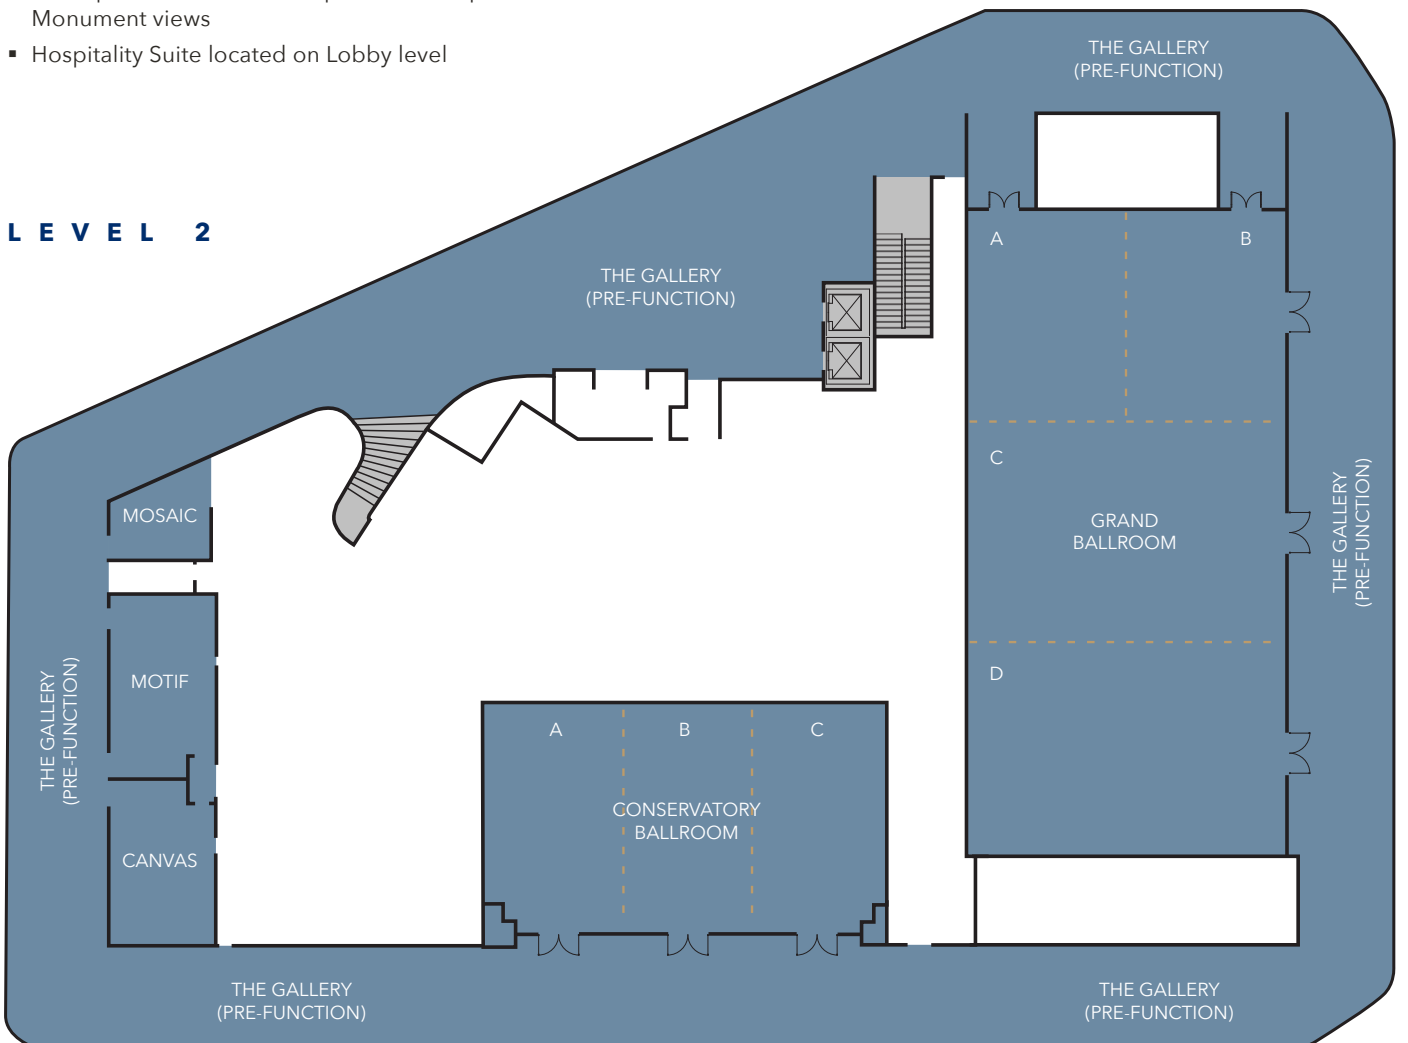 Monument views
▪ Hospitality Suite located on Lobby level
LEVEL 2
THE GALLERY
(PRE-FUNCTION)
THE GALLERY
(PRE-FUNCTION)
A
B
C
GRAND
BALLROOM
D
THE GALLERY
(PRE-FUNCTION)
MOSAIC
MOTIF
CANVAS
THE GALLERY
(PRE-FUNCTION)
A
B
C
CONSERVATORY
BALLROOM
THE GALLERY
(PRE-FUNCTION)
THE GALLERY
(PRE-FUNCTION)